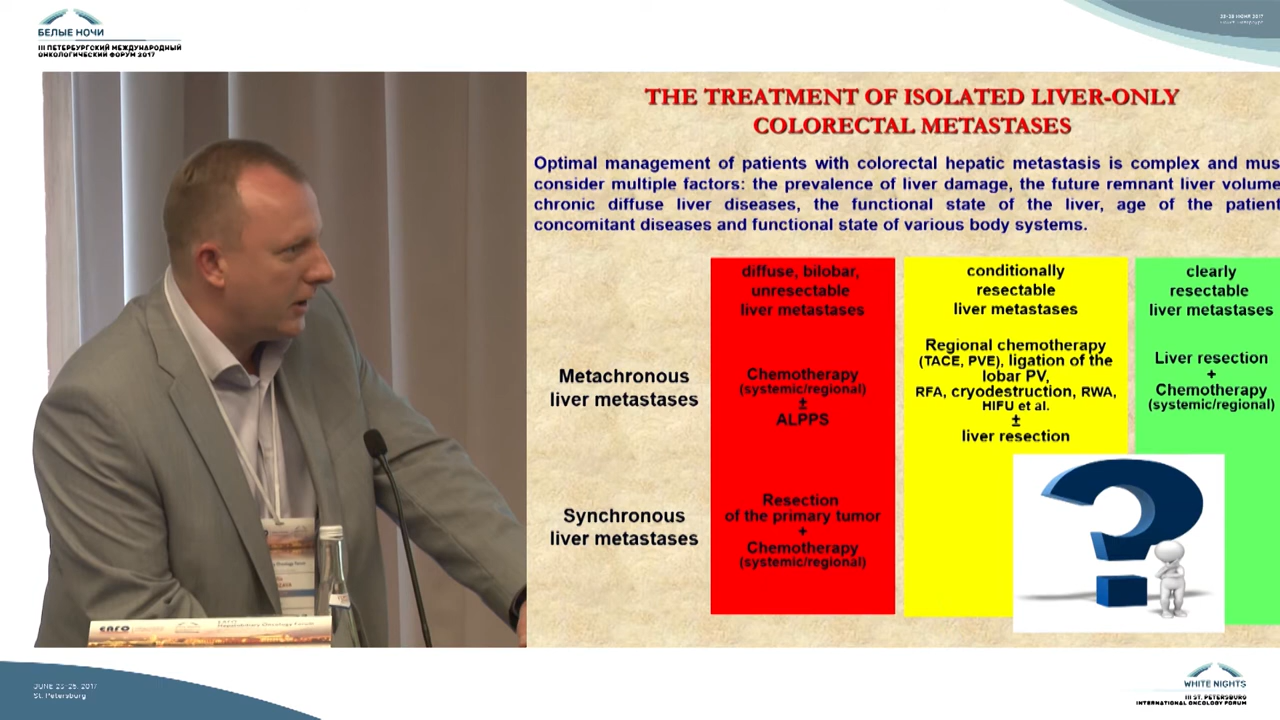 БЕЛЫЕ НОЧИ
III ПЕТЕРБУРГСКИЙ МЕЖДУНАРОДНЫЙ
ОНКОЛОГИЧЕСКИЙ ФОРУМ 2017
THE TREATMENT OF ISOLATED LIVER-ONLY
COLORECTAL METASTASES
Optimal management of patients with colorectal hepatic metastasis is complex and mus
consider multiple factors: the prevalence of liver damage, the future remnant liver volume
chronic diffuse liver diseases, the functional state of the liver, age of the patient
concomitant diseases and functional state of various body systems.
diffuse, bilobar,
unresectable
liver metastases
conditionally
resectable
liver metastases
clearly
resectable
liver metastases
Metachronous
liver metastases
Chemotherapy
(systemic/regional)
±
ALPPS
Regional chemotherapy
(TACE, PVE), ligation of the
lobar PV,
RFA, cryodestruction, RWA,
HIFU et al.
±
liver resection
Liver resection
+
Chemotherapy
(systemic/regional)
Synchronous
liver metastases
Resection
of the primary tumor
+
Chemotherapy
(systemic/regional)
?
St. Petersburg
WHITE NIGHTS
III ST. PETERSBURG
INTERNATIONAL ONCOLOGY FORUM